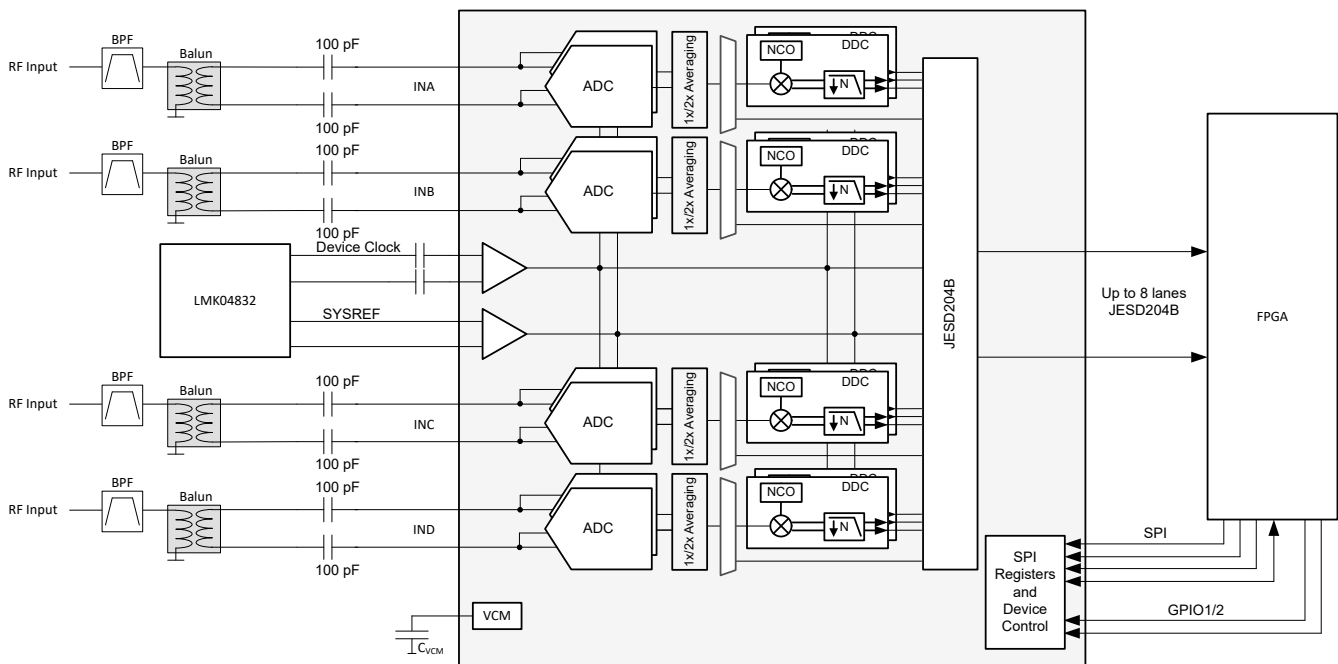 BPF
Balun
RF Input
100 pF
100 pF
INA
ADC
1x/2x Averaging
NCO
DDC
N
BPF
Balun
RF Input
100 pF
100 pF
INB
ADC
1x/2x Averaging
NCO
DDC
N
LMK04832
Device Clock
SYSREF
JESD204B
Up to 8 lanes
JESD204B
FPGA
BPF
Balun
RF Input
100 pF
100 pF
INC
ADC
1x/2x Averaging
NCO
DDC
N
BPF
Balun
RF Input
100 pF
100 pF
IND
ADC
1x/2x Averaging
NCO
DDC
N
SPI
SPI
Registers
and
Device
Control
GPIO1/2
VCM
CVCM